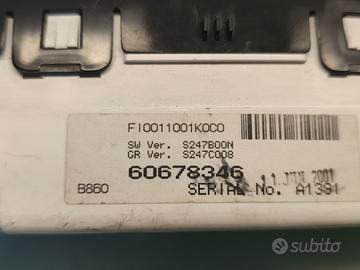 FI0011001K0C0
SW Ver. S247B00N
GR Ver. S247C008
60678346
11 JUN 2001
B860 SERIAL No. A1391
subito